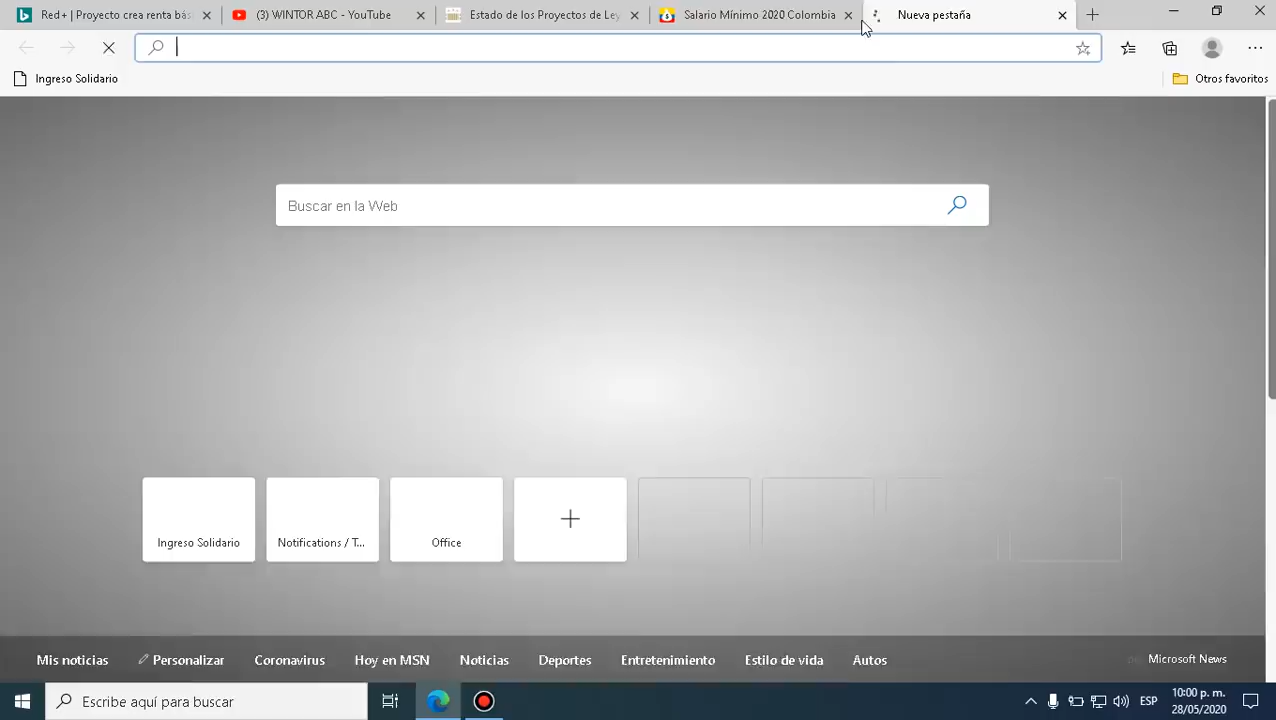 Red+ | Proyecto crea renta bás
(3) WINTOR ABC - YouTube
Estado de los Proyectos de Ley
Salario Mínimo 2020 Colombia
Nueva pestaña
Ingreso Solidario
Otros favoritos
Buscar en la Web
Ingreso Solidario
Notifications / T...
Office
Mis noticias
Personalizar
Coronavirus
Hoy en MSN
Noticias
Deportes
Entretenimiento
Estilo de vida
Autos
Microsoft News
Escribe aquí para buscar
ESP
10:00 p. m.
28/05/2020